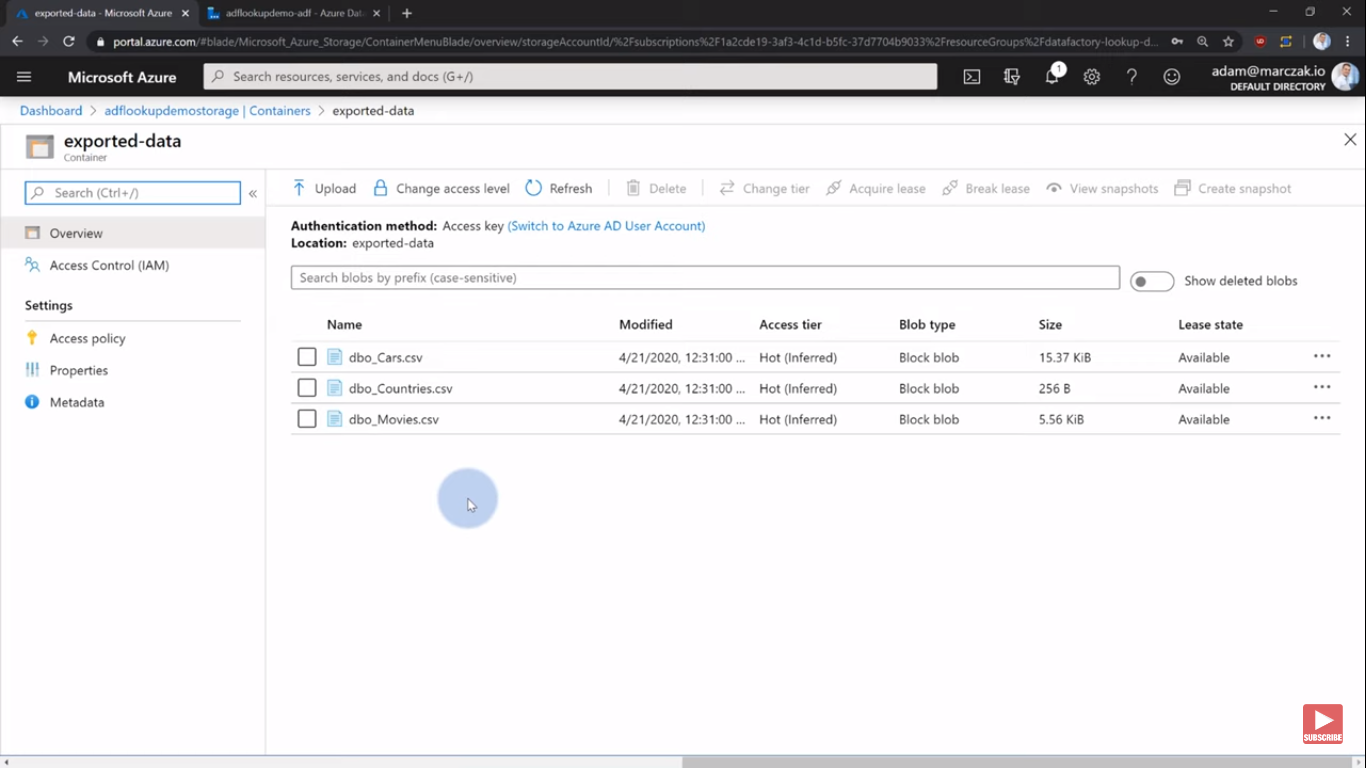 exported-data - Microsoft Azure
adflookupdemo-adf - Azure Dat
portal.azure.com/#blade/Microsoft_Azure_Storage/ContainerMenuBlade/overview/storageAccountId/%2Fsubscriptions%2F1a2cde19-3af3-4c1d-b5fc-37d7704b9033%2FresourceGroups%2Fdatafactory-lookup-d...
Microsoft Azure
Search resources, services, and docs (G+/)
1
adam@marczak.io
DEFAULT DIRECTORY
Dashboard > adflookupdemostorage | Containers > exported-data
exported-data
Container
Search (Ctrl+/)
«
Overview
Access Control (IAM)
Settings
Access policy
Properties
Metadata
Upload Change access level Refresh Delete Change tier Acquire lease Break lease View snapshots Create snapshot
Authentication method: Access key (Switch to Azure AD User Account)
Location: exported-data
Search blobs by prefix (case-sensitive)
Show deleted blobs
Name Modified Access tier Blob type Size Lease state
dbo_Cars.csv 4/21/2020, 12:31:00 ... Hot (Inferred) Block blob 15.37 KiB Available ...
dbo_Countries.csv 4/21/2020, 12:31:00 ... Hot (Inferred) Block blob 256 B Available ...
dbo_Movies.csv 4/21/2020, 12:31:00 ... Hot (Inferred) Block blob 5.56 KiB Available ...
SUBSCRIBE